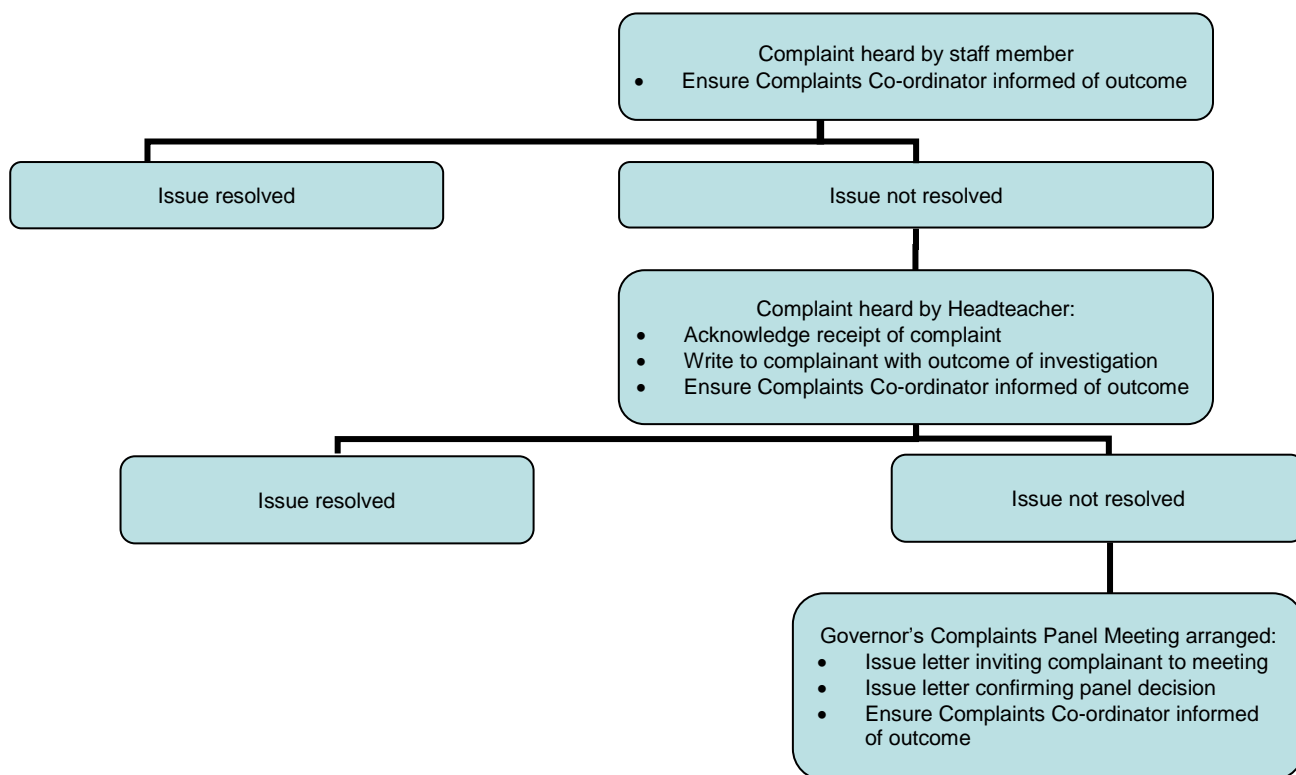 Complaint heard by staff member
• Ensure Complaints Co-ordinator informed of outcome
Issue resolved
Issue not resolved
Complaint heard by Headteacher:
• Acknowledge receipt of complaint
• Write to complainant with outcome of investigation
• Ensure Complaints Co-ordinator informed of outcome
Issue resolved
Issue not resolved
Governor’s Complaints Panel Meeting arranged:
• Issue letter inviting complainant to meeting
• Issue letter confirming panel decision
• Ensure Complaints Co-ordinator informed
of outcome